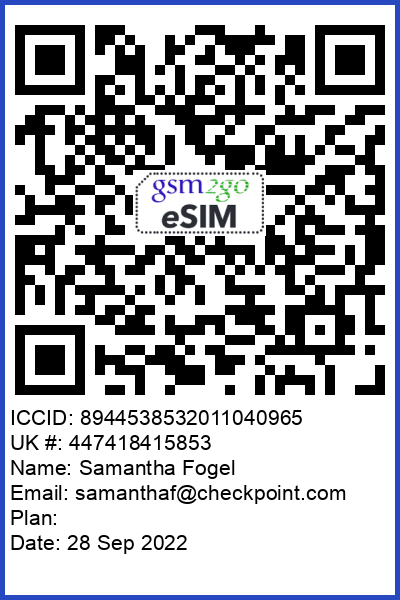 gsm2go
eSIM
ICCID: 8944538532011040965
UK #: 447418415853
Name: Samantha Fogel
Email: samanthaf@checkpoint.com
Plan:
Date: 28 Sep 2022